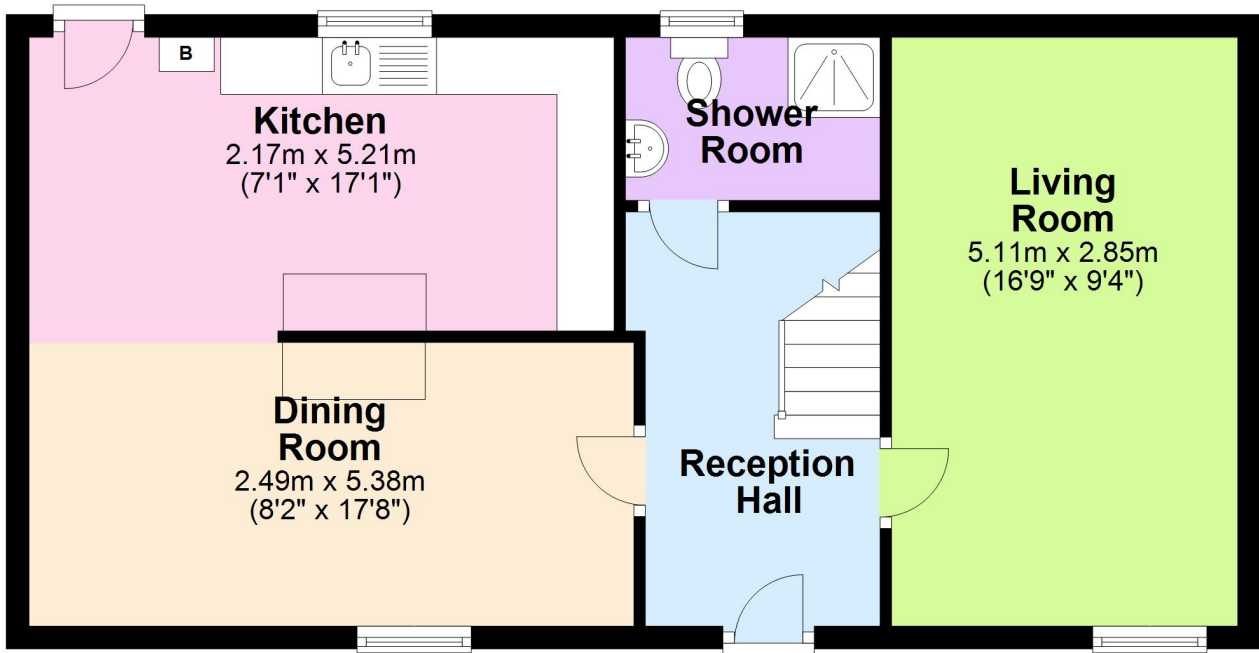 B
Kitchen
2.17m x 5.21m
(7'1" x 17'1")
Shower
Room
Living
Room
5.11m x 2.85m
(16'9" x 9'4")
Dining
Room
2.49m x 5.38m
(8'2" x 17'8")
Reception
Hall